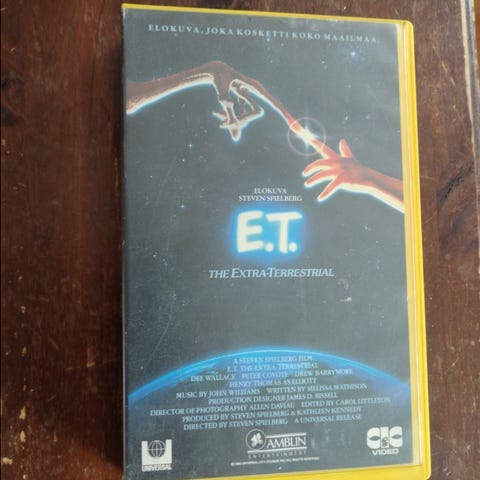 ELOKUVA, JOKA KOSKETTI KOKO MAAILMAA.
ELOKUVA
STEVEN SPIELBERG
E.T.
THE EXTRA-TERRESTRIAL
A STEVEN SPIELBERG FILM
E.T. THE EXTRA-TERRESTRIAL
DEE WALLACE · PETER COYOTE · DREW BARRYMORE
HENRY THOMAS AS ELLIOTT
MUSIC BY JOHN WILLIAMS WRITTEN BY MELISSA MATHISON
PRODUCTION DESIGNER JAMES D. BISSELL
DIRECTOR OF PHOTOGRAPHY ALLEN DAVIAU EDITED BY CAROL LITTLETON
PRODUCED BY STEVEN SPIELBERG & KATHLEEN KENNEDY
DIRECTED BY STEVEN SPIELBERG A UNIVERSAL RELEASE
UNIVERSAL
AMBLIN
ENTERTAINMENT
CIC
VIDEO